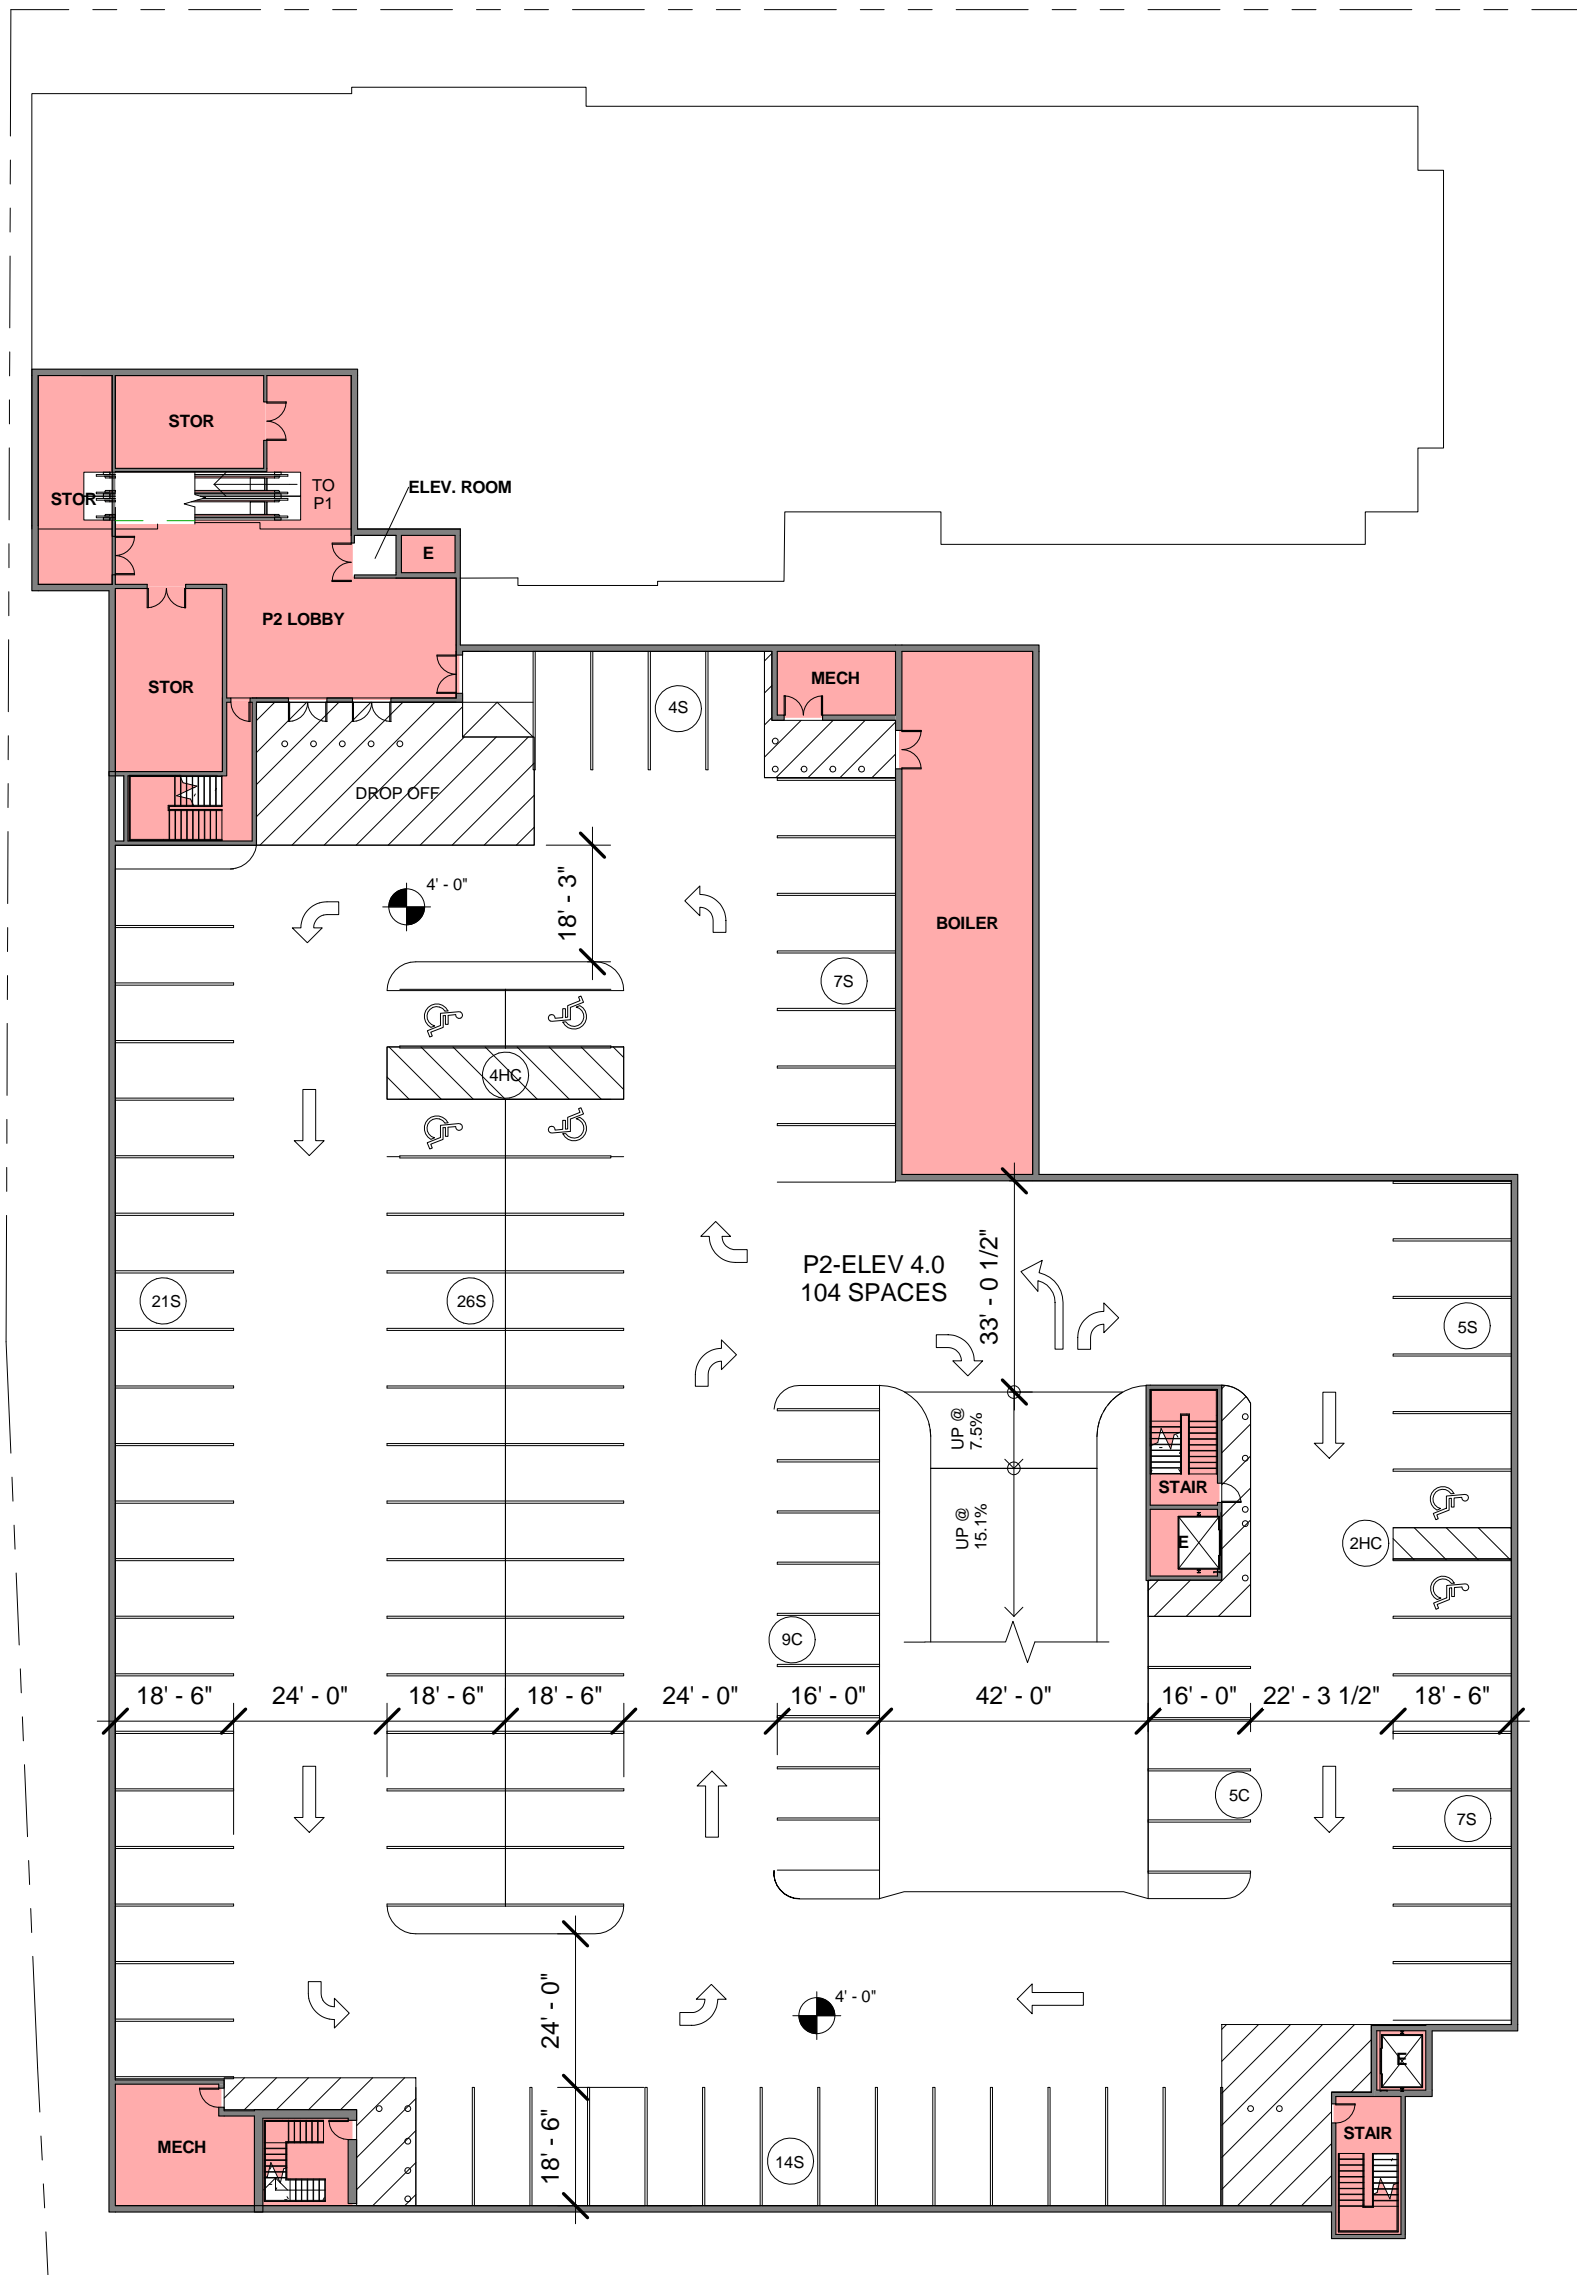 STOR
STOR
TO
P1
ELEV. ROOM
E
P2 LOBBY
STOR
MECH
4S
DROP OFF
18' - 3"
4' - 0"
BOILER
7S
4HC
21S
26S
P2-ELEV 4.0
104 SPACES
33' - 0 1/2"
5S
UP @
7.5%
STAIR
UP @
15.1%
E
2HC
9C
18' - 6"
24' - 0"
18' - 6"
18' - 6"
24' - 0"
16' - 0"
42' - 0"
16' - 0"
22' - 3 1/2"
18' - 6"
5C
7S
24' - 0"
4' - 0"
E
MECH
18' - 6"
14S
STAIR